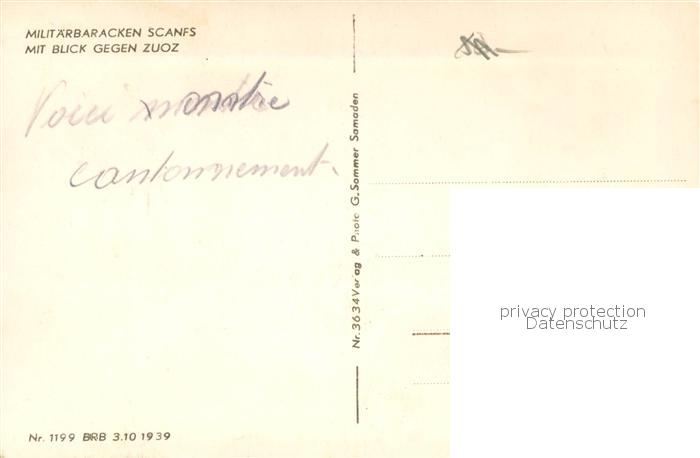 MILITÄRBARACKEN SCANFS
MIT BLICK GEGEN ZUOZ
Voici notre
cantonnement.
Nr. 3634 Verlag & Photo G. Sommer Samaden
privacy protection
Datenschutz
Nr. 1199 BRB 3.10 1939